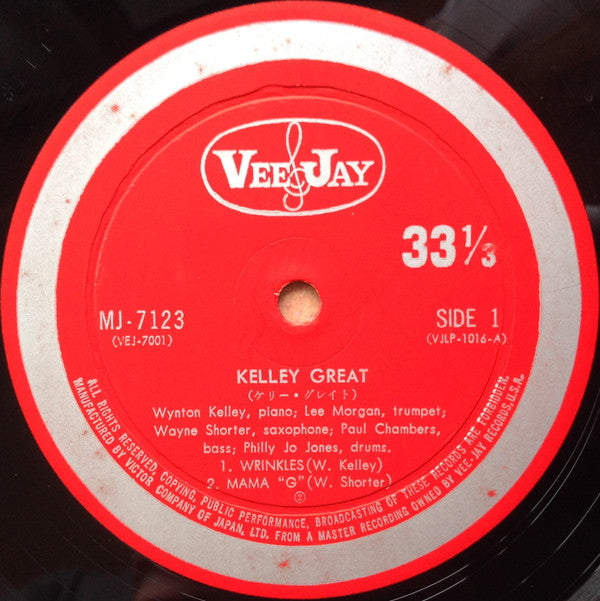 VEE JAY
33 1/3
MJ-7123
(VEJ-7001)
SIDE 1
(VJLP-1016-A)
KELLEY GREAT
(ケリー・グレイト)
Wynton Kelley, piano; Lee Morgan, trumpet;
Wayne Shorter, saxophone; Paul Chambers,
bass; Philly Jo Jones, drums.
1. WRINKLES (W. Kelley)
2. MAMA "G" (W. Shorter)
ALL RIGHTS RESERVED, COPYING, PUBLIC PERFORMANCE, BROADCASTING OF THESE RECORDS ARE FORBIDDEN.
MANUFACTURED BY VICTOR COMPANY OF JAPAN, LTD. FROM A MASTER RECORDING OWNED BY VEE-JAY RECORDS, U.S.A.